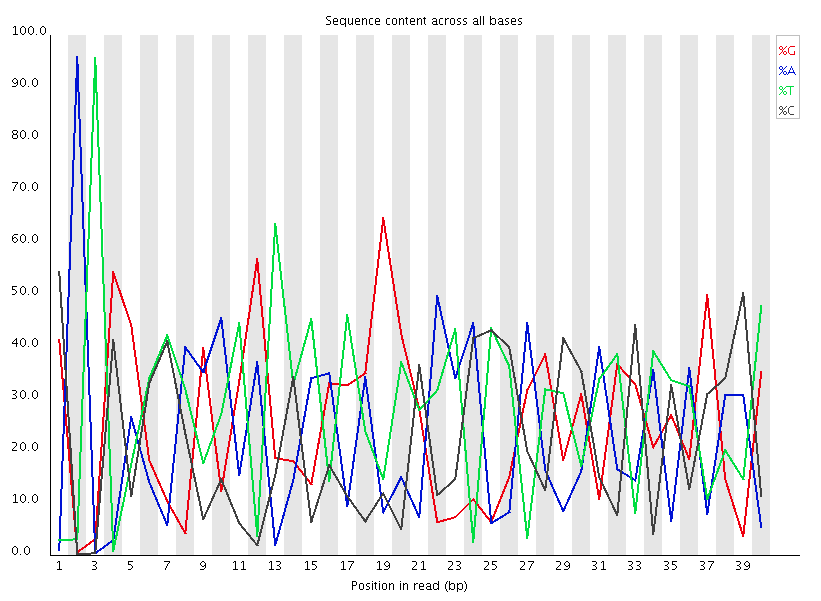 Sequence content across all bases
100.0
90.0
80.0
70.0
60.0
50.0
40.0
30.0
20.0
10.0
0.0
%G
%A
%T
%C
1 3 5 7 9 11 13 15 17 19 21 23 25 27 29 31 33 35 37 39
Position in read (bp)